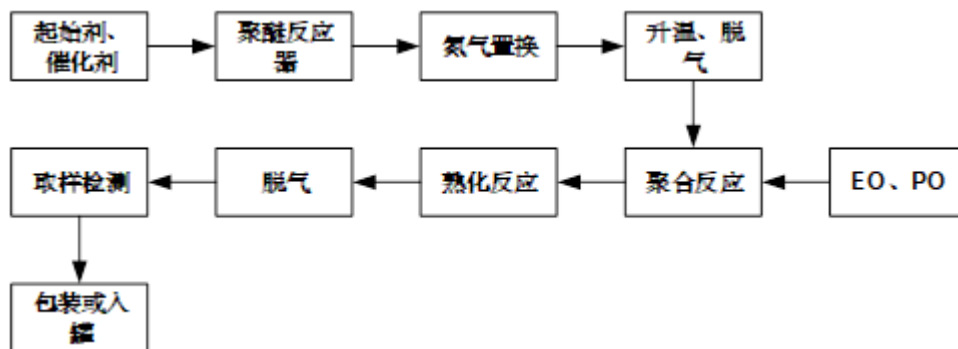 起始剂、
催化剂
聚醚反应
器
氮气置换
升温、脱
气
取样检测
脱气
熟化反应
聚合反应
EO、PO
包装或入
罐